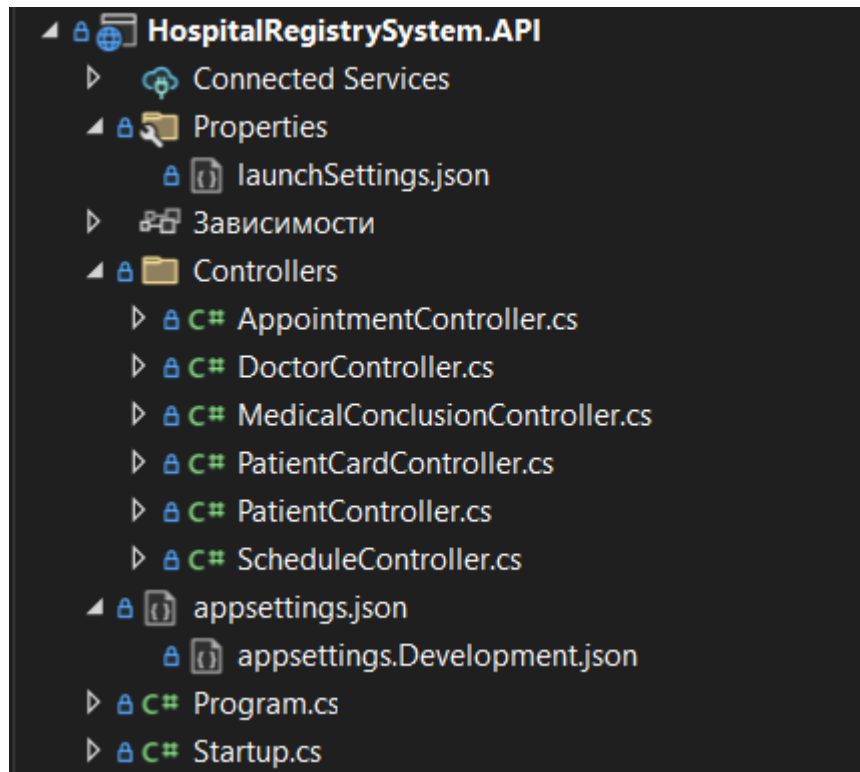 HospitalRegistrySystem.API
Connected Services
Properties
launchSettings.json
Зависимости
Controllers
C# AppointmentController.cs
C# DoctorController.cs
C# MedicalConclusionController.cs
C# PatientCardController.cs
C# PatientController.cs
C# ScheduleController.cs
appsettings.json
appsettings.Development.json
C# Program.cs
C# Startup.cs